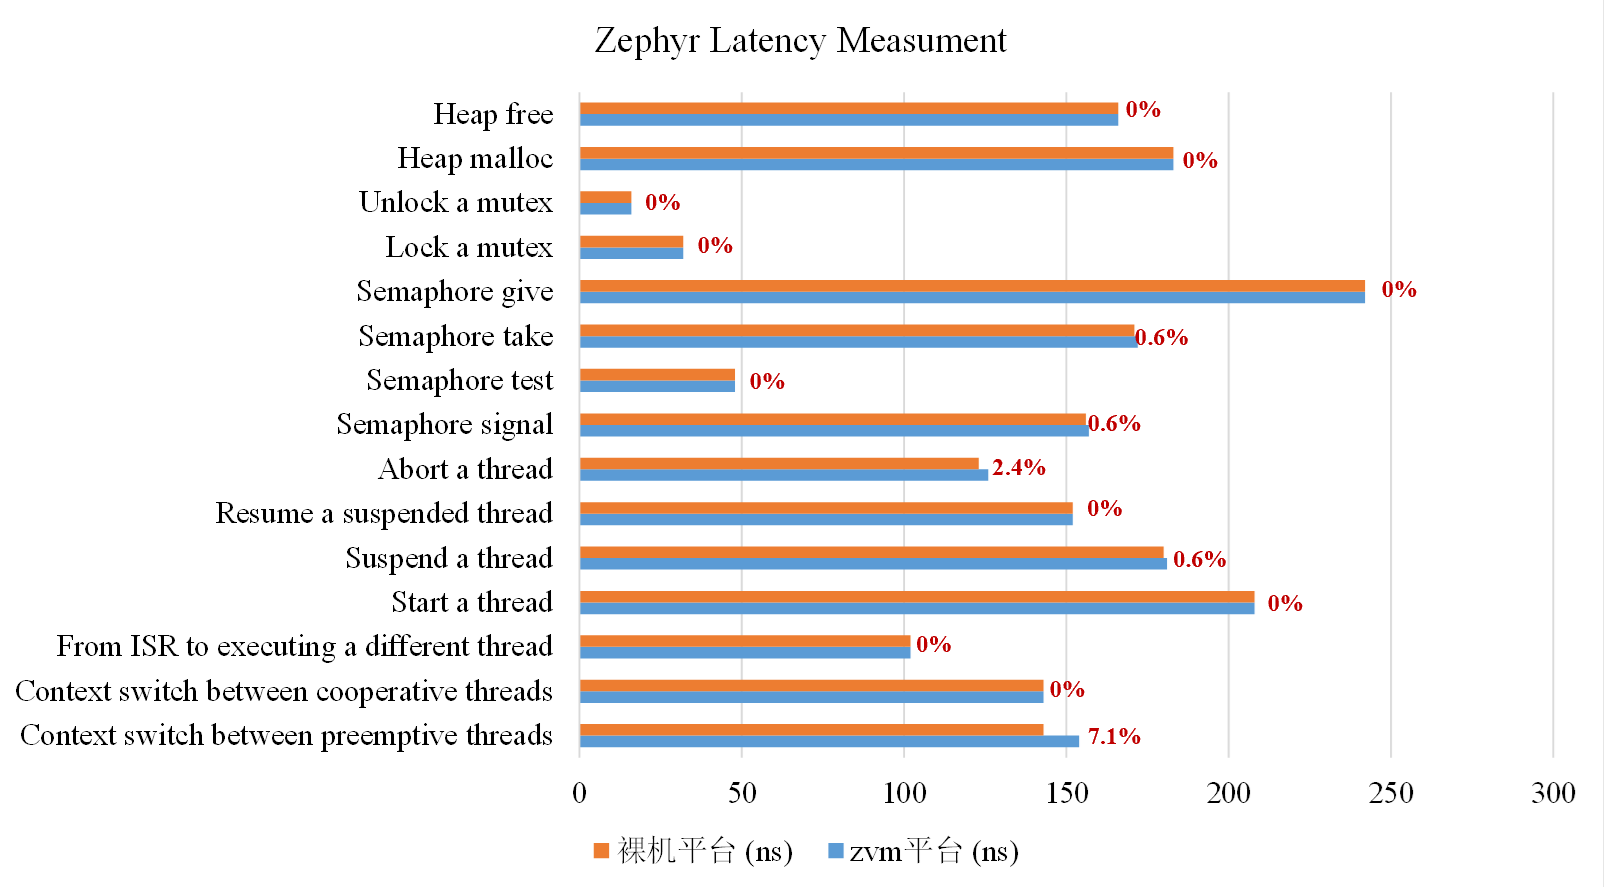 Zephyr Latency Measument
Heap free 0%
Heap malloc 0%
Unlock a mutex 0%
Lock a mutex 0%
Semaphore give 0%
Semaphore take 0.6%
Semaphore test 0%
Semaphore signal 0.6%
Abort a thread 2.4%
Resume a suspended thread 0%
Suspend a thread 0.6%
Start a thread 0%
From ISR to executing a different thread 0%
Context switch between cooperative threads 0%
Context switch between preemptive threads 7.1%
0 50 100 150 200 250 300
裸机平台 (ns) zvm平台 (ns)